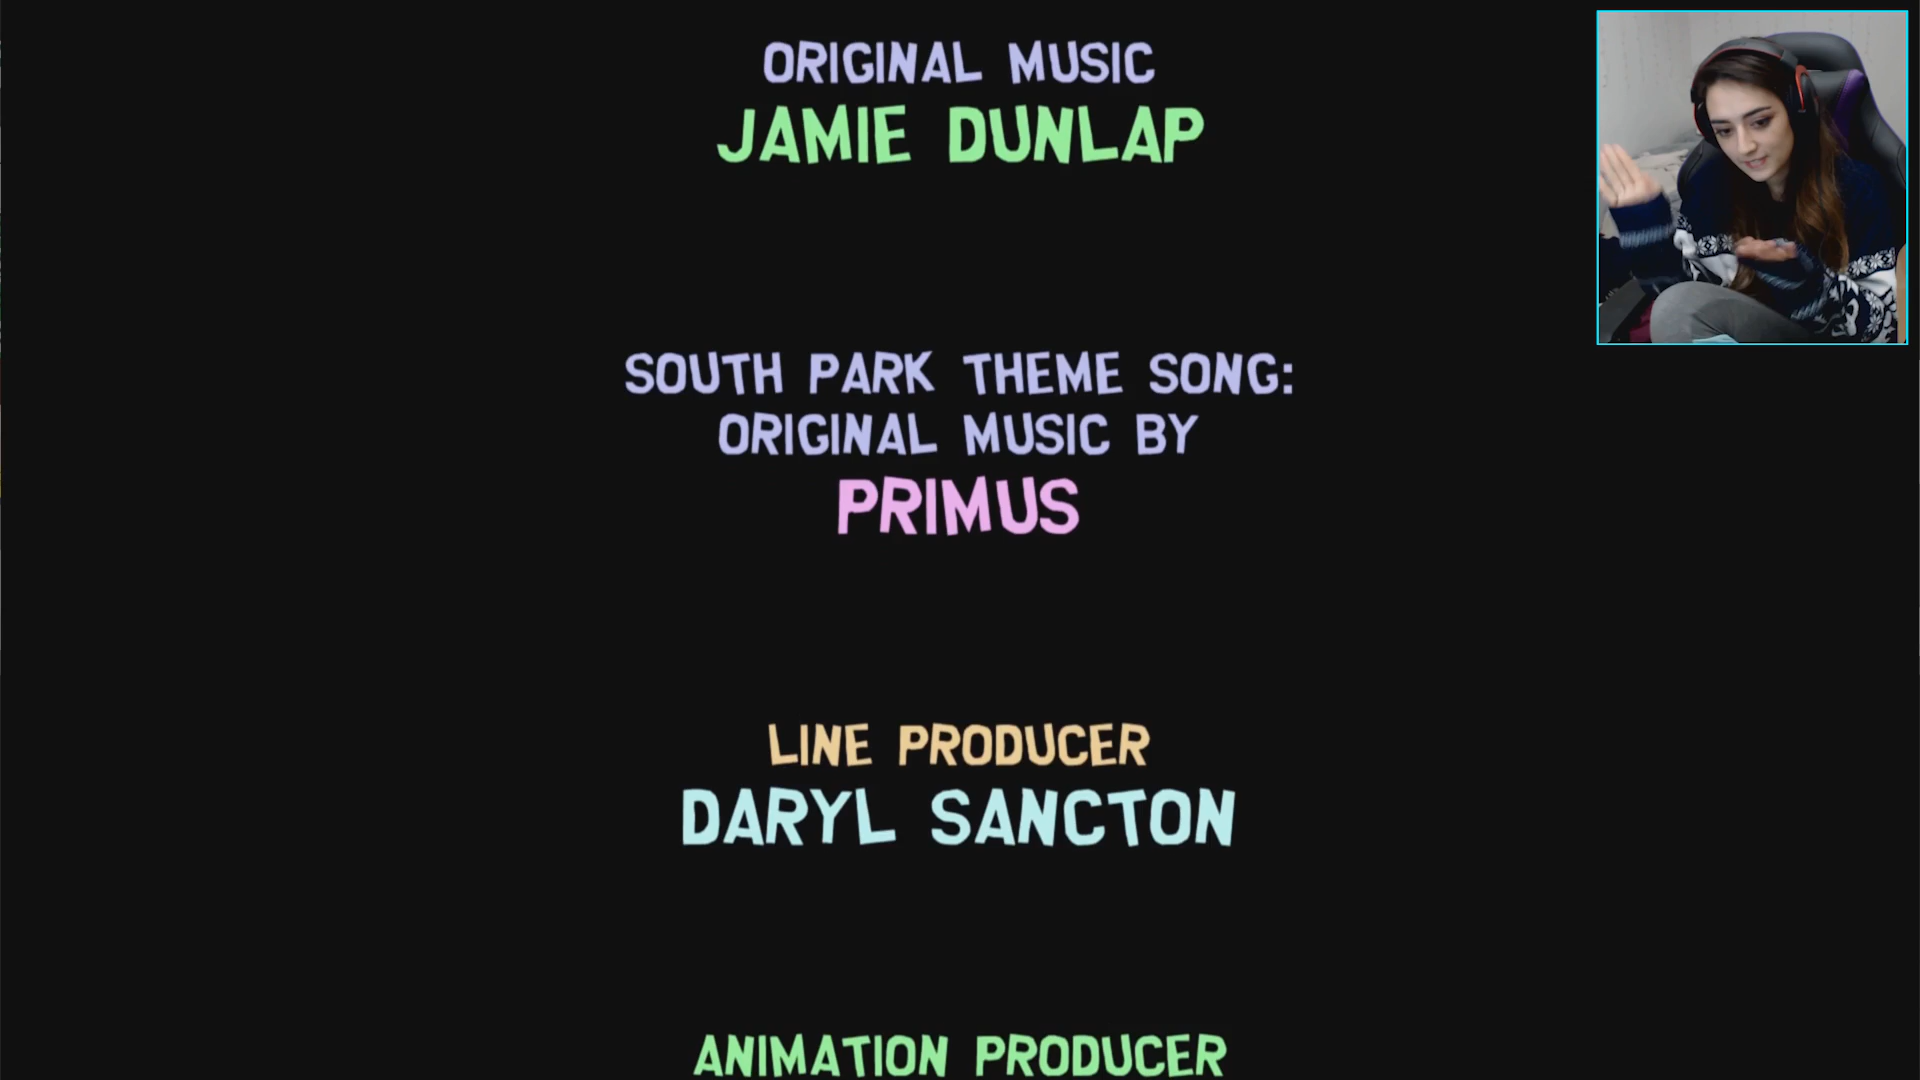 ORIGINAL MUSIC
JAMIE DUNLAP
SOUTH PARK THEME SONG:
ORIGINAL MUSIC BY
PRIMUS
LINE PRODUCER
DARYL SANCTON
ANIMATION PRODUCER